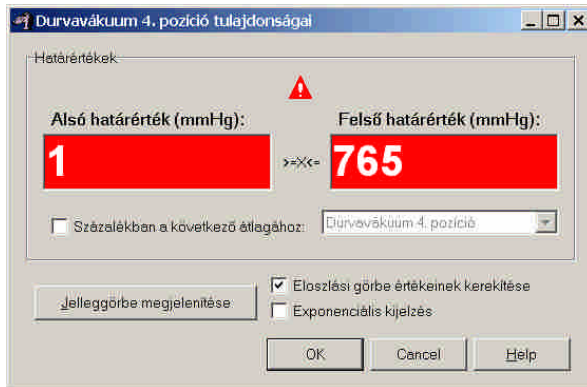 Durvavákuum 4. pozíció tulajdonságai
Határértékek
Alsó határérték (mmHg):
Felső határérték (mmHg):
1 >=X<= 765
Százalékban a következő átlagához: Durvavákuum 4. pozíció
Jelleggörbe megjelenítése
Eloszlási görbe értékeinek kerekítése
Exponenciális kijelzés
OK Cancel Help